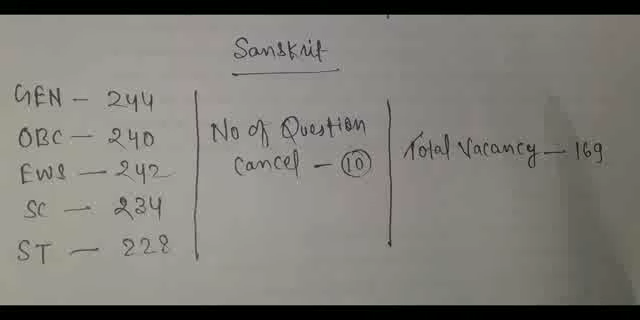 Sanskrit
GEN - 244
OBC - 240
EWS - 242
SC - 234
ST - 228
No of Question
Cancel - 10
Total Vacancy - 169